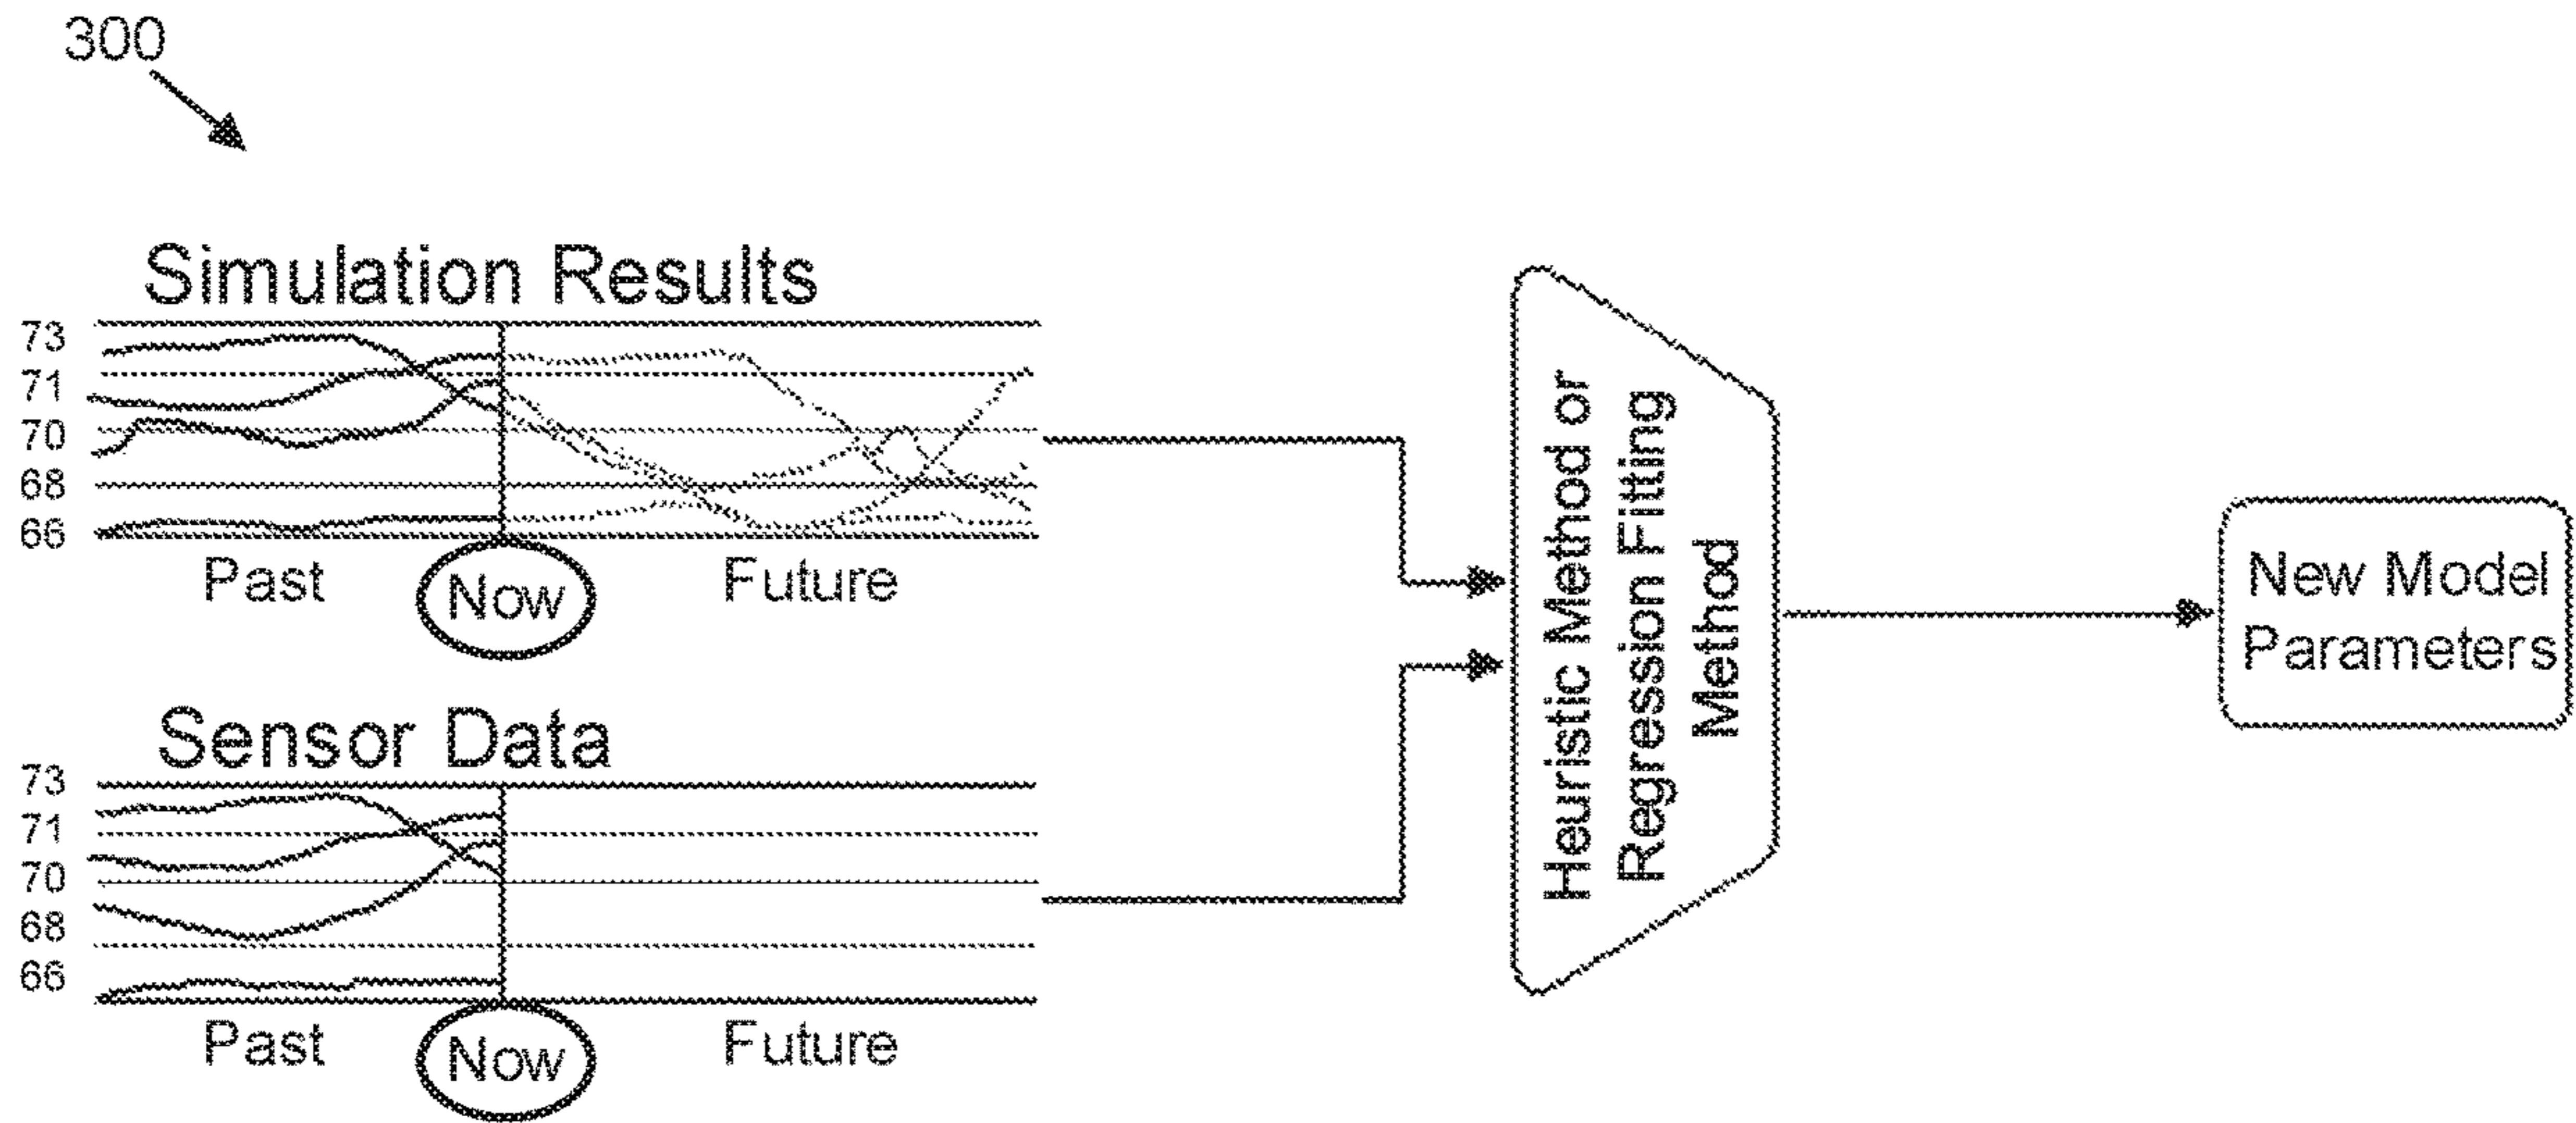 300
Simulation Results
73
71
70
68
66
Past
Now
Future
Sensor Data
73
71
70
68
66
Past
Now
Future
Heuristic Method or
Regression Fitting
Method
New Model
Parameters